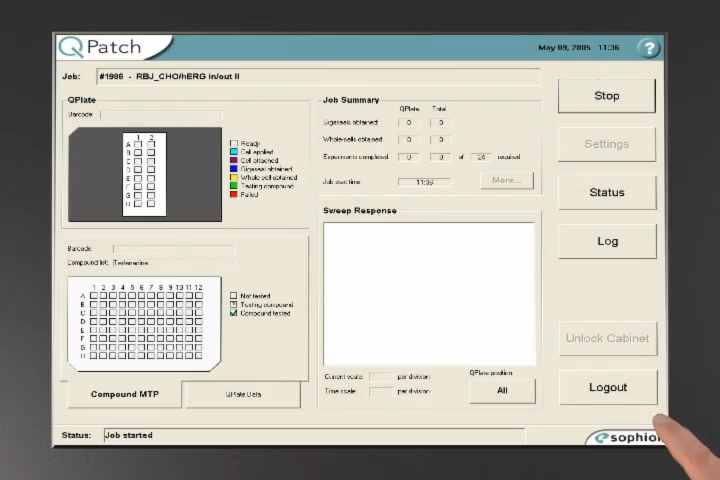 QPatch
May 09, 2005 11:36
?
Job: #1986 - RBJ_CHO/hERG in/out II
QPlate
Barcode:
1 2
A
B
C
D
E
F
G
H
Ready
Cell applied
Cell attached
Gigaseal obtained
Whole-cell obtained
Testing compound
Failed
Barcode:
Compound list: Terfenadine
1 2 3 4 5 6 7 8 9 10 11 12
A
B
C
D
E
F
G
H
Not tested
Testing compound
Compound tested
Compound MTP
QPlate Data
Job Summary
QPlate Total
Gigaseals obtained: 0 0
Whole-cells obtained: 0 0
Experiments completed: 0 0 of 24 required
Job start time: 11:36
More...
Sweep Response
Current scale: per division
Time scale: per division
QPlate position
All
Stop
Settings
Status
Log
Unlock Cabinet
Logout
Status: Job started
sophion